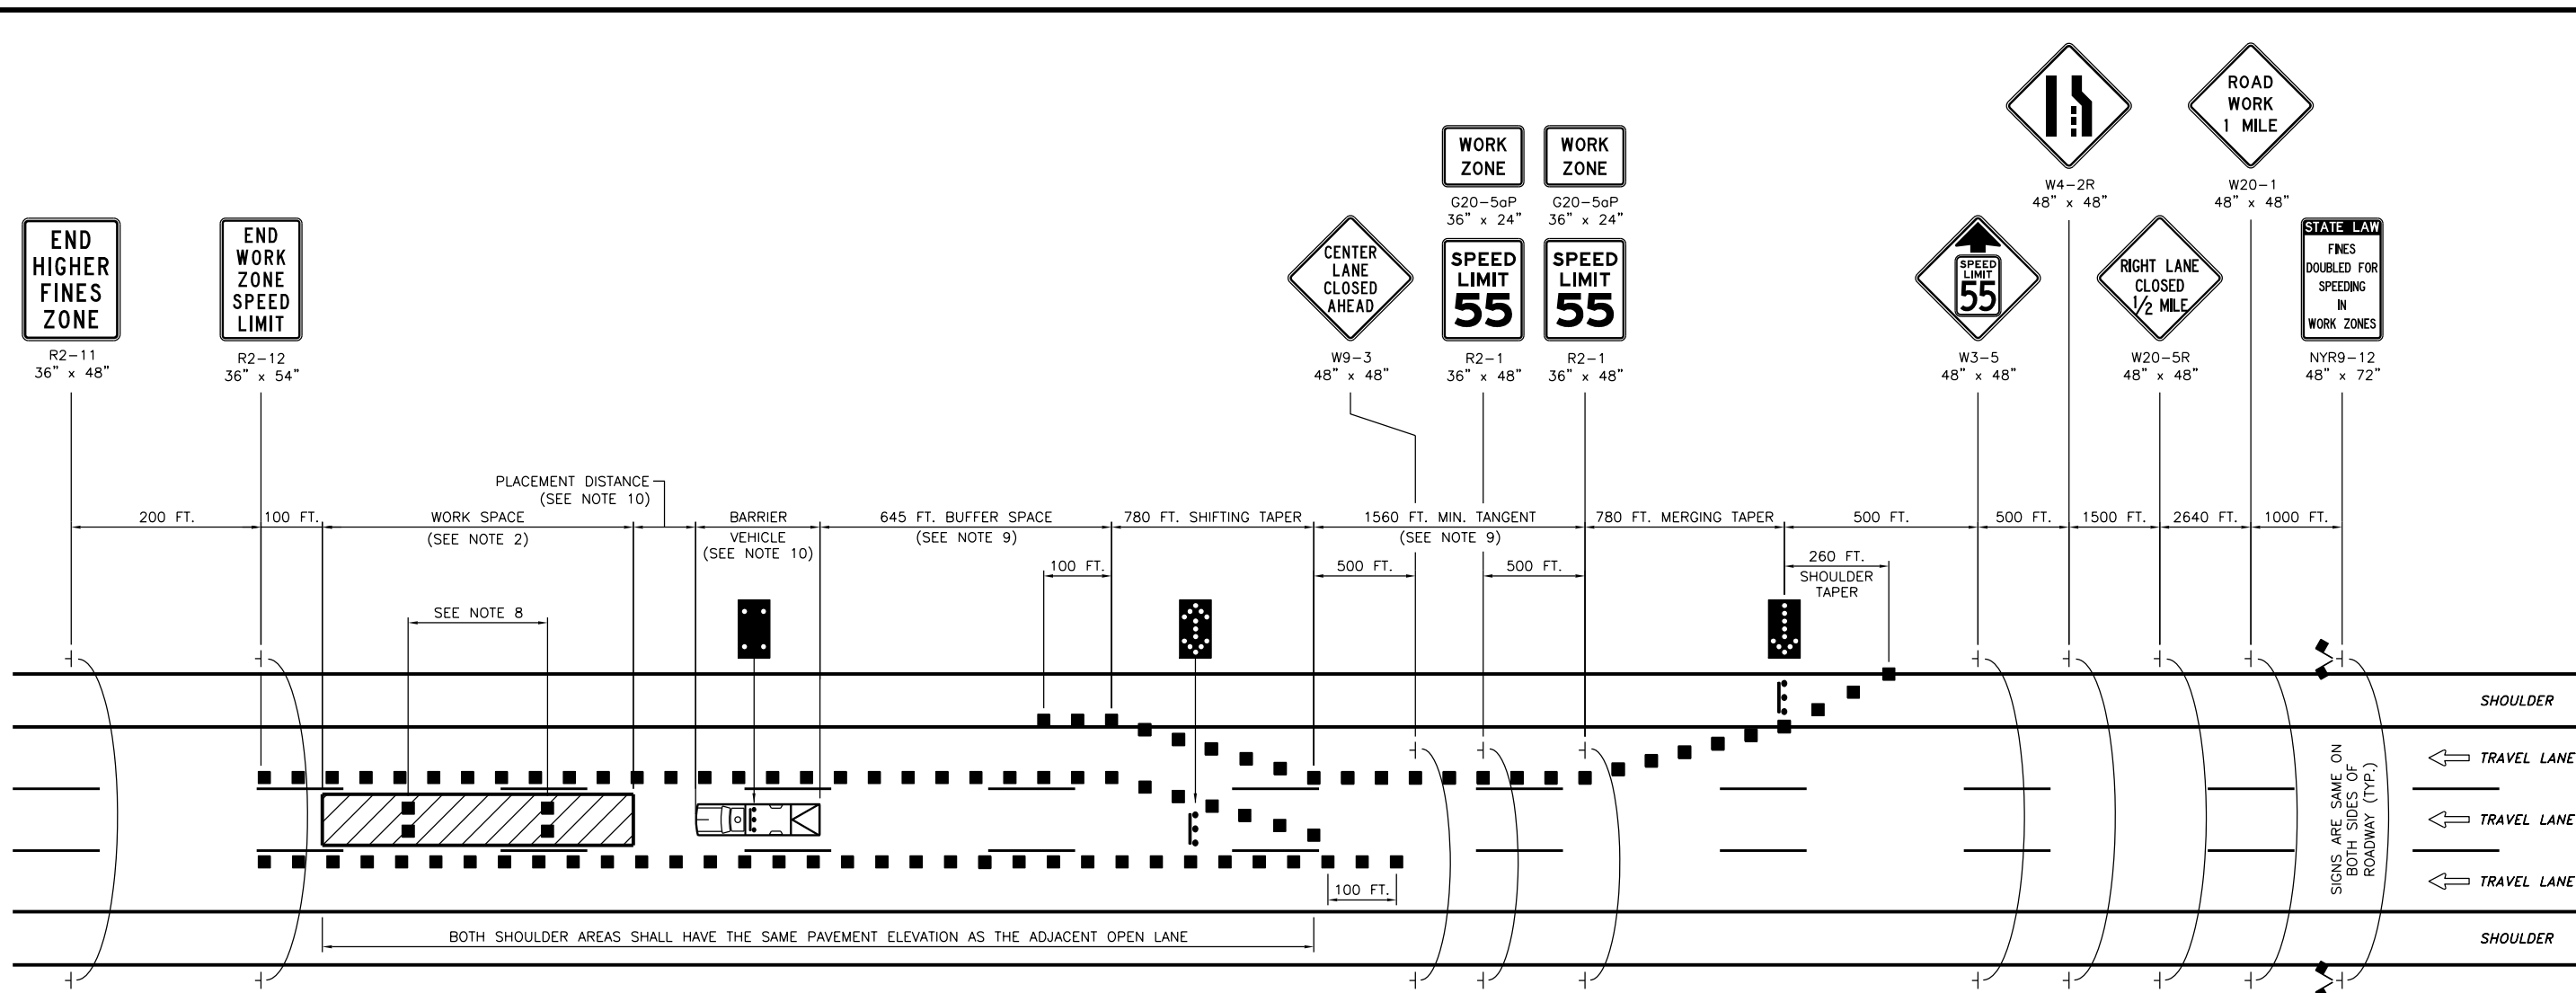 ROAD
WORK
1 MILE
W4-2R
48" x 48"
W20-1
48" x 48"
WORK
ZONE
G20-5aP
36" x 24"
WORK
ZONE
G20-5aP
36" x 24"
END
HIGHER
FINES
ZONE
R2-11
36" x 48"
END
WORK
ZONE
SPEED
LIMIT
R2-12
36" x 54"
CENTER
LANE
CLOSED
AHEAD
W9-3
48" x 48"
SPEED
LIMIT
55
R2-1
36" x 48"
SPEED
LIMIT
55
R2-1
36" x 48"
SPEED
LIMIT
55
W3-5
48" x 48"
RIGHT LANE
CLOSED
1/2 MILE
W20-5R
48" x 48"
STATE LAW
FINES
DOUBLED FOR
SPEEDING
IN
WORK ZONES
NYR9-12
48" x 72"
PLACEMENT DISTANCE
(SEE NOTE 10)
200 FT.
100 FT.
WORK SPACE
(SEE NOTE 2)
BARRIER
VEHICLE
(SEE NOTE 10)
645 FT. BUFFER SPACE
(SEE NOTE 9)
780 FT. SHIFTING TAPER
1560 FT. MIN. TANGENT
(SEE NOTE 9)
780 FT. MERGING TAPER
500 FT.
500 FT.
1500 FT.
2640 FT.
1000 FT.
100 FT.
500 FT.
500 FT.
260 FT.
SHOULDER
TAPER
SEE NOTE 8
SHOULDER
TRAVEL LANE
TRAVEL LANE
TRAVEL LANE
SHOULDER
SIGNS ARE SAME ON
BOTH SIDES OF
ROADWAY (TYP.)
100 FT.
BOTH SHOULDER AREAS SHALL HAVE THE SAME PAVEMENT ELEVATION AS THE ADJACENT OPEN LANE